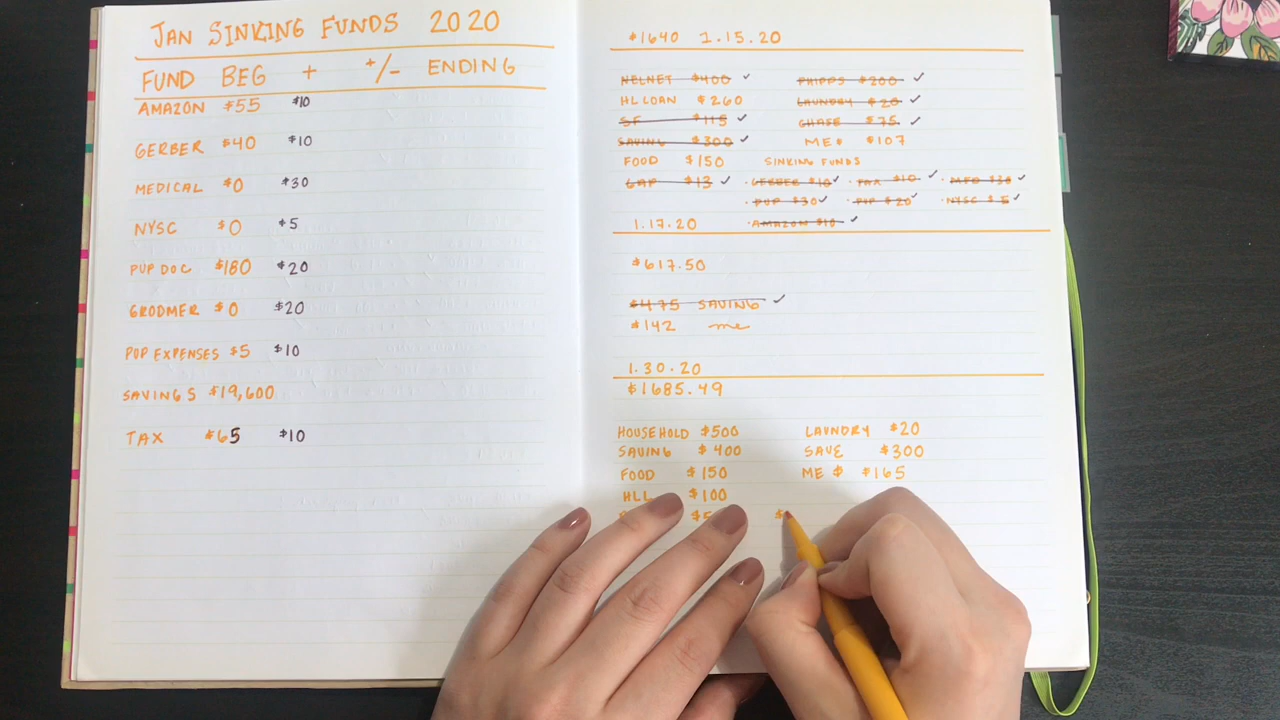 JAN SINKING FUNDS 2020
FUND BEG + +/- ENDING
AMAZON $55 $10
GERBER $40 $10
MEDICAL $0 $30
NYSC $0 $5
PUP DOC $180 $20
GROOMER $0 $20
PUP EXPENSES $5 $10
SAVINGS $19,600
TAX $65 $10
$1640 1.15.20
NELNET $400 ✓ PHIPPS $200 ✓
HL LOAN $260 LAUNDRY $20 ✓
SF $115 ✓ CHASE $75 ✓
SAVING $300 ✓ ME $107
FOOD $150 SINKING FUNDS
GAP $13 ✓ · GERBER $10 ✓ · TAX $10 ✓ · MED $30 ✓
· PUP $30 ✓ · PIP $20 ✓ · NYSC $5 ✓
1.17.20 · AMAZON $10 ✓
$617.50
$475 SAVING ✓
$142 me
1.30.20
$1685.49
HOUSEHOLD $500 LAUNDRY $20
SAVING $400 SAVE $300
FOOD $150 ME $ $165
HLL $100